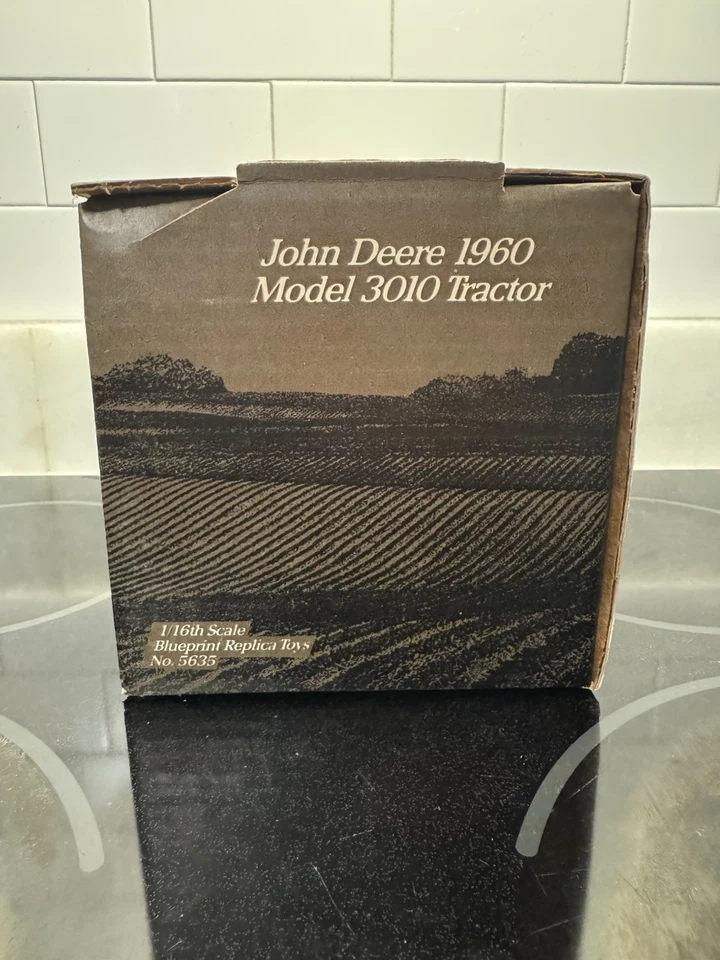 John Deere 1960
Model 3010 Tractor
1/16th Scale
Blueprint Replica Toys
No. 5635